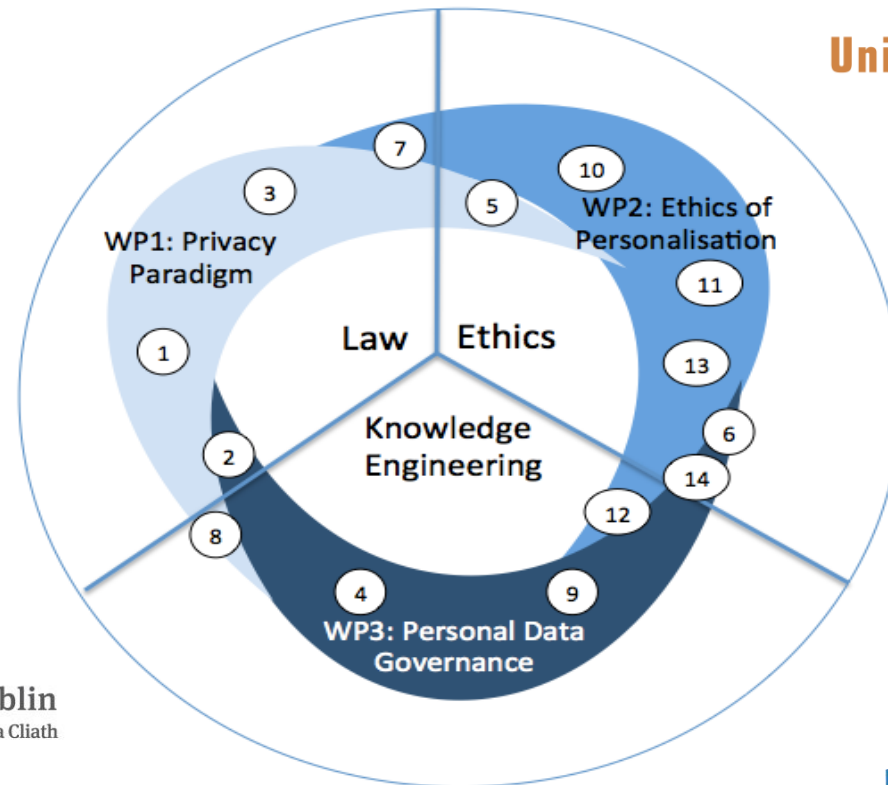 Uni
7
10
3
5
WP2: Ethics of
Personalisation
WP1: Privacy
Paradigm
11
Law
Ethics
1
13
Knowledge
Engineering
6
2
14
12
8
4
9
WP3: Personal Data
Governance
blin
a Cliath